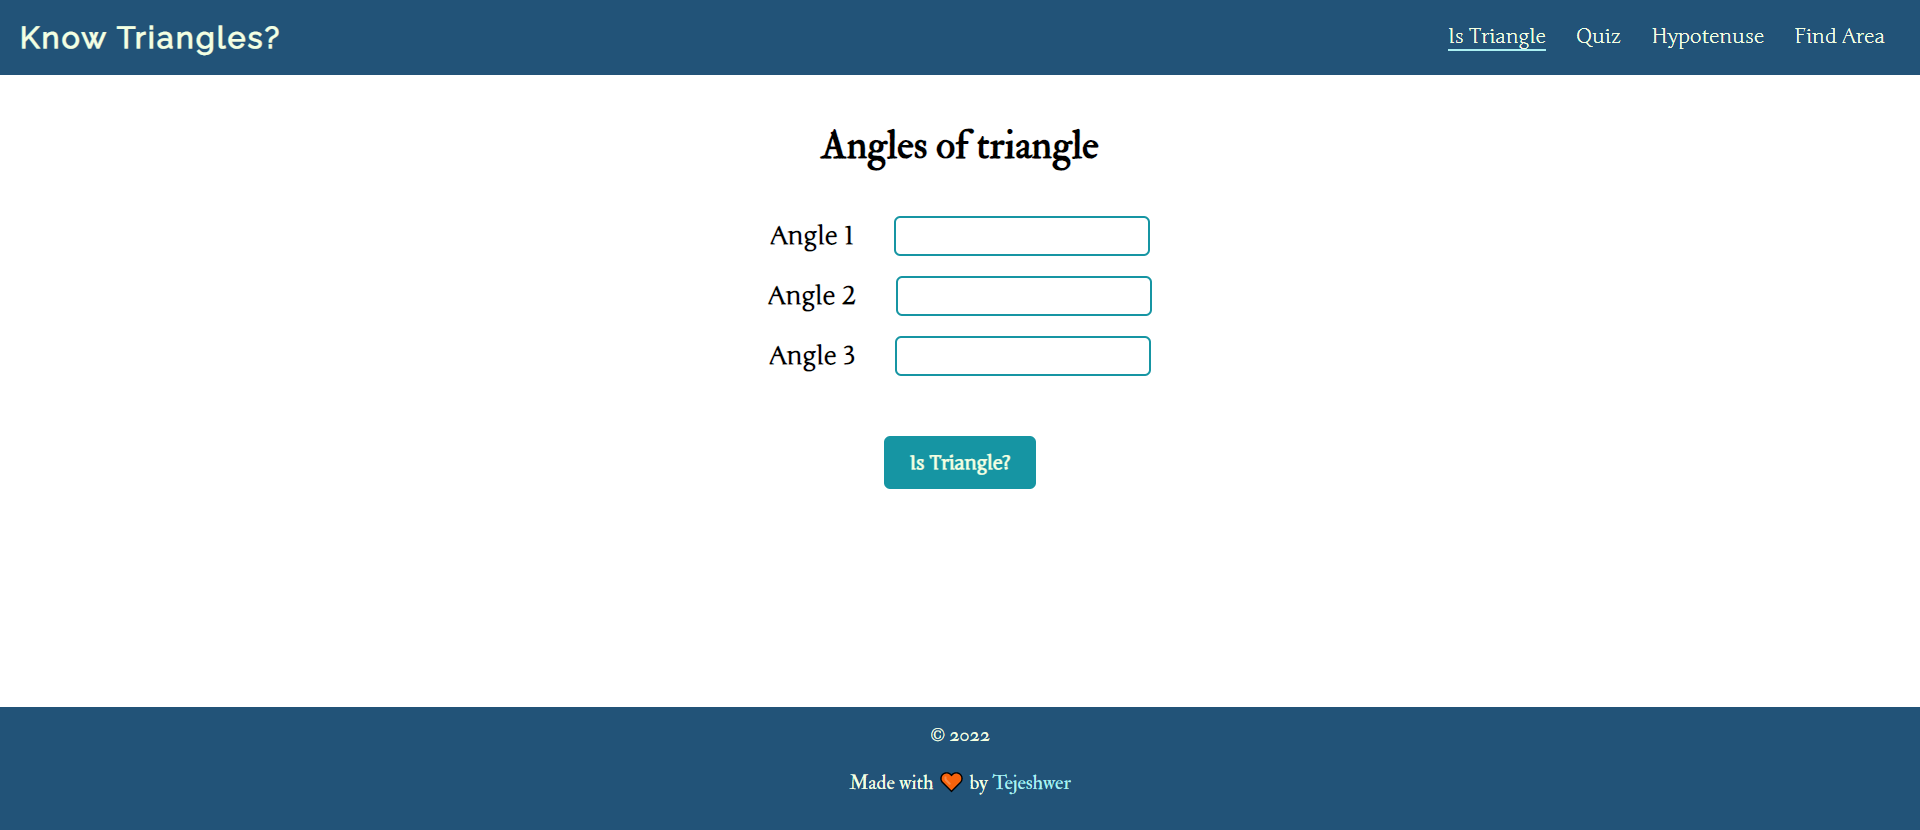 Know Triangles?
Is Triangle Quiz Hypotenuse Find Area
Angles of triangle
Angle 1
Angle 2
Angle 3
Is Triangle?
© 2022
Made with 🧡 by Tejeshwer